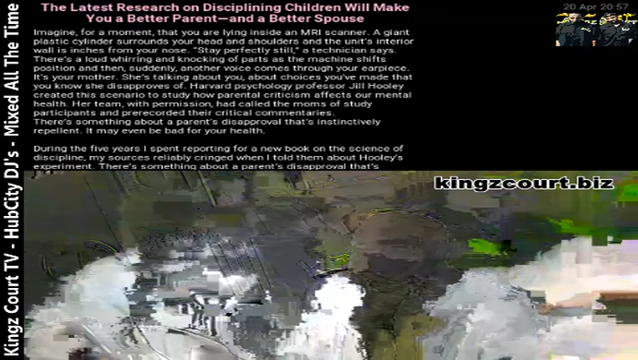 The Latest Research on Disciplining Children Will Make
You a Better Parent—and a Better Spouse
20 Apr 20:57
Imagine, for a moment, that you are lying inside an MRI scanner. A giant
plastic cylinder surrounds your head and shoulders and the unit's interior
wall is inches from your nose. "Stay perfectly still," a technician says.
There's a loud whirring and knocking of parts as the machine shifts
position and then, suddenly, another voice comes through your earpiece.
It's your mother. She's talking about you, about choices you've made that
you know she disapproves of. Harvard psychology professor Jill Hooley
created this scenario to study how parental criticism affects our mental
health. Her team, with permission, had called the moms of study
participants and prerecorded their critical commentaries.
There's something about a parent's disapproval that's instinctively
repellent. It may even be bad for your health.
During the five years I spent reporting for a new book on the science of
discipline, my sources reliably cringed when I told them about Hooley's
experiment. There's something about a parent's disapproval that's
kingzcourt.biz
Kingz Court TV - HubCity DJ's - Mixed All The Time